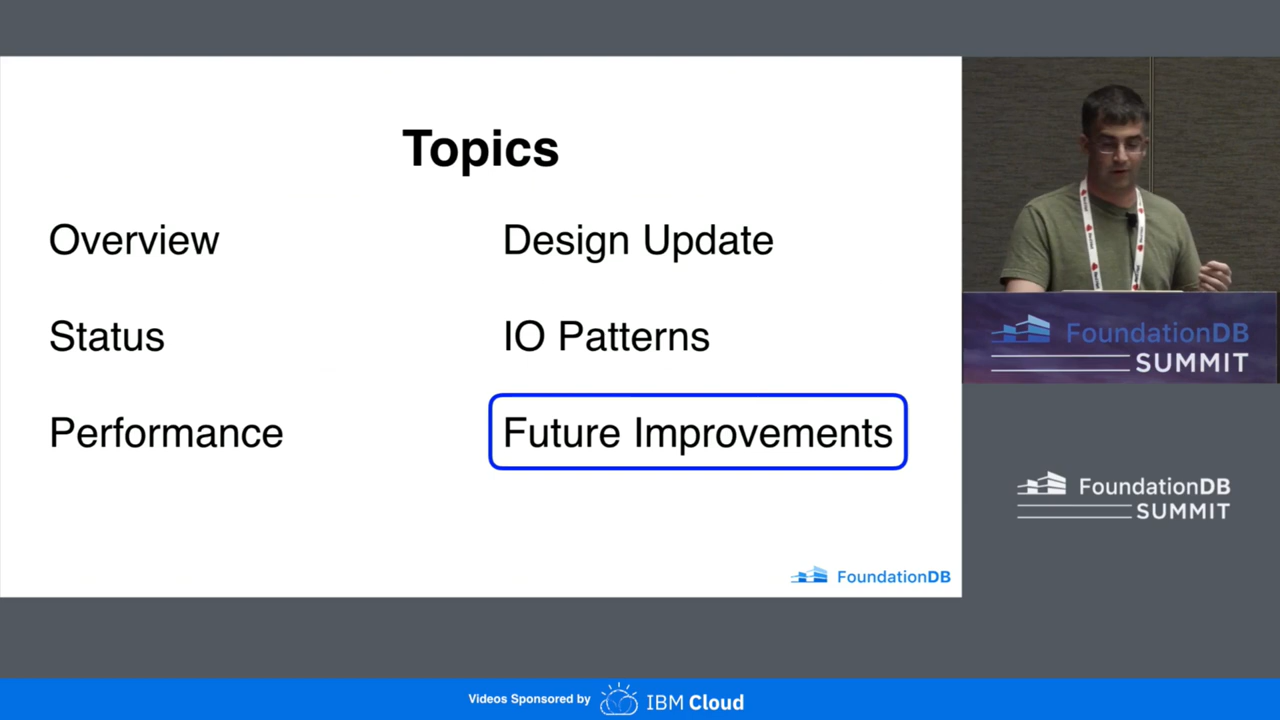 Topics
Overview
Status
Performance
Design Update
IO Patterns
Future Improvements
FoundationDB
FoundationDB
SUMMIT
FoundationDB
SUMMIT
Videos Sponsored by IBM Cloud